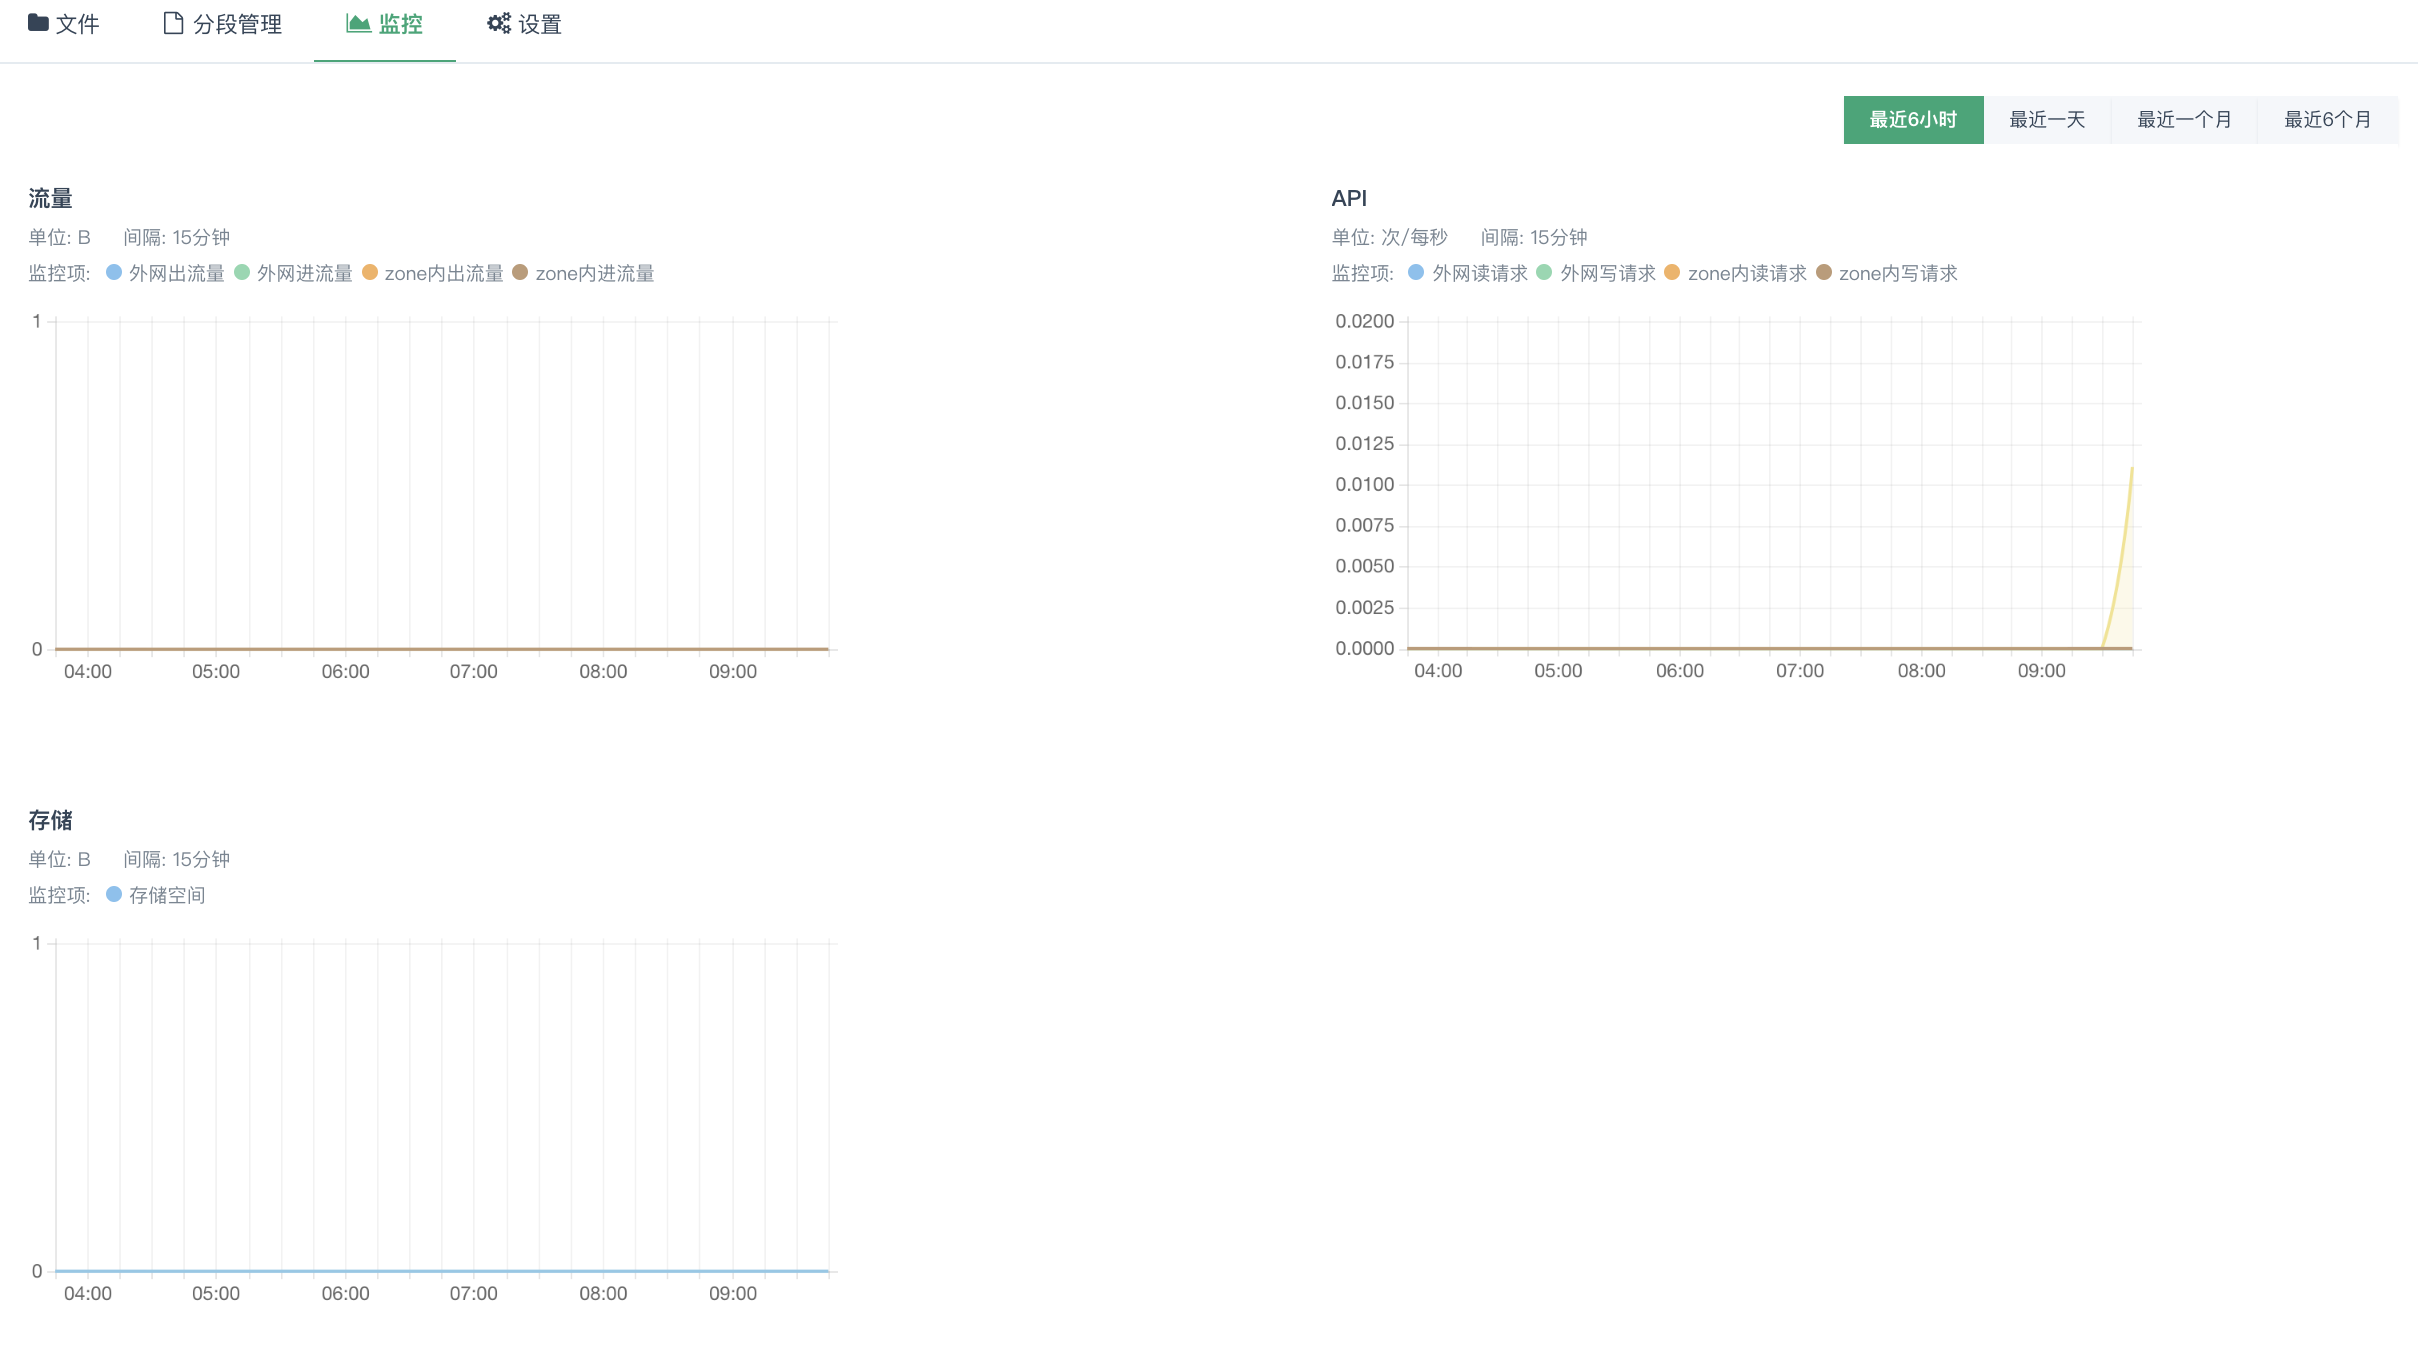 文件 分段管理 监控 设置
最近6小时 最近一天 最近一个月 最近6个月
流量
单位: B 间隔: 15分钟
监控项: 外网出流量 外网进流量 zone内出流量 zone内进流量
1
0
04:00 05:00 06:00 07:00 08:00 09:00
API
单位: 次/每秒 间隔: 15分钟
监控项: 外网读请求 外网写请求 zone内读请求 zone内写请求
0.0200
0.0175
0.0150
0.0125
0.0100
0.0075
0.0050
0.0025
0.0000
04:00 05:00 06:00 07:00 08:00 09:00
存储
单位: B 间隔: 15分钟
监控项: 存储空间
1
0
04:00 05:00 06:00 07:00 08:00 09:00